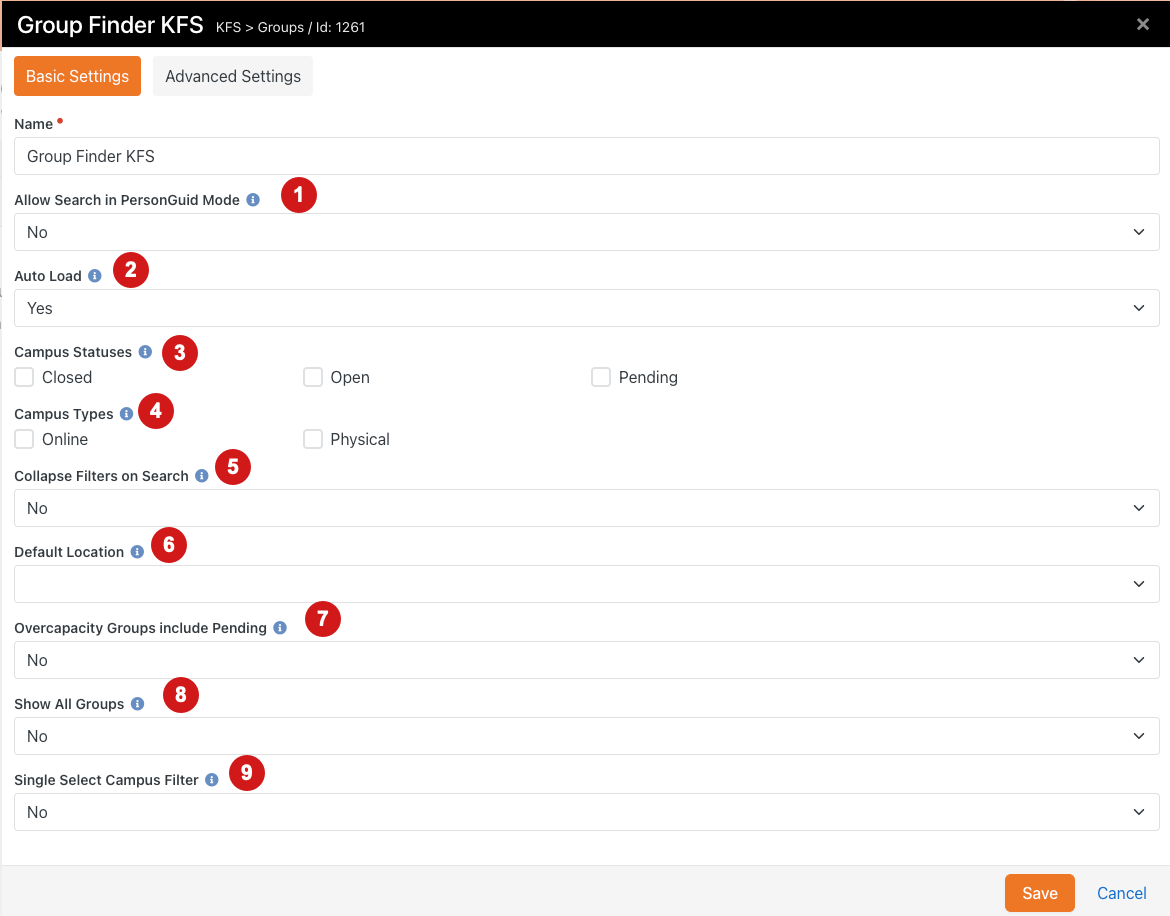 Group Finder KFS KFS > Groups / Id: 1261
Basic Settings Advanced Settings
Name
Group Finder KFS
Allow Search in PersonGuid Mode 1
No
Auto Load 2
Yes
Campus Statuses 3
Closed Open Pending
Campus Types 4
Online Physical
Collapse Filters on Search 5
No
Default Location 6
Overcapacity Groups include Pending 7
No
Show All Groups 8
No
Single Select Campus Filter 9
No
Save Cancel